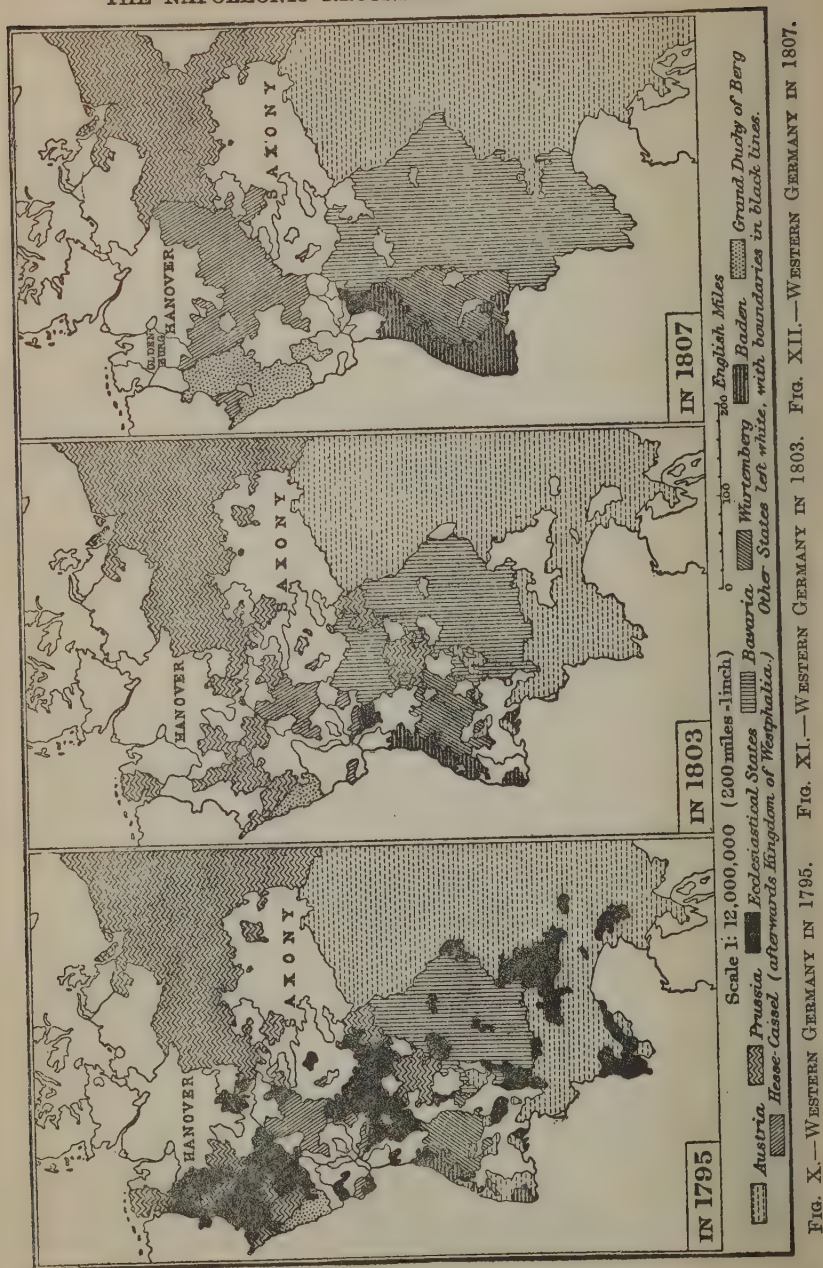 HANOVER
SAXONY
IN 1795
HANOVER
SAXONY
IN 1803
OLDEN
BURG
HANOVER
SAXONY
IN 1807
Scale 1: 12,000,000 (200 miles = 1 inch)
0 100 200 English Miles
Austria Prussia Ecclesiastical States Bavaria Wurtemberg Baden Grand Duchy of Berg
Hesse-Cassel (afterwards Kingdom of Westphalia.) Other States left white, with boundaries in black lines.
FIG. X.—WESTERN GERMANY IN 1795. FIG. XI.—WESTERN GERMANY IN 1803. FIG. XII.—WESTERN GERMANY IN 1807.